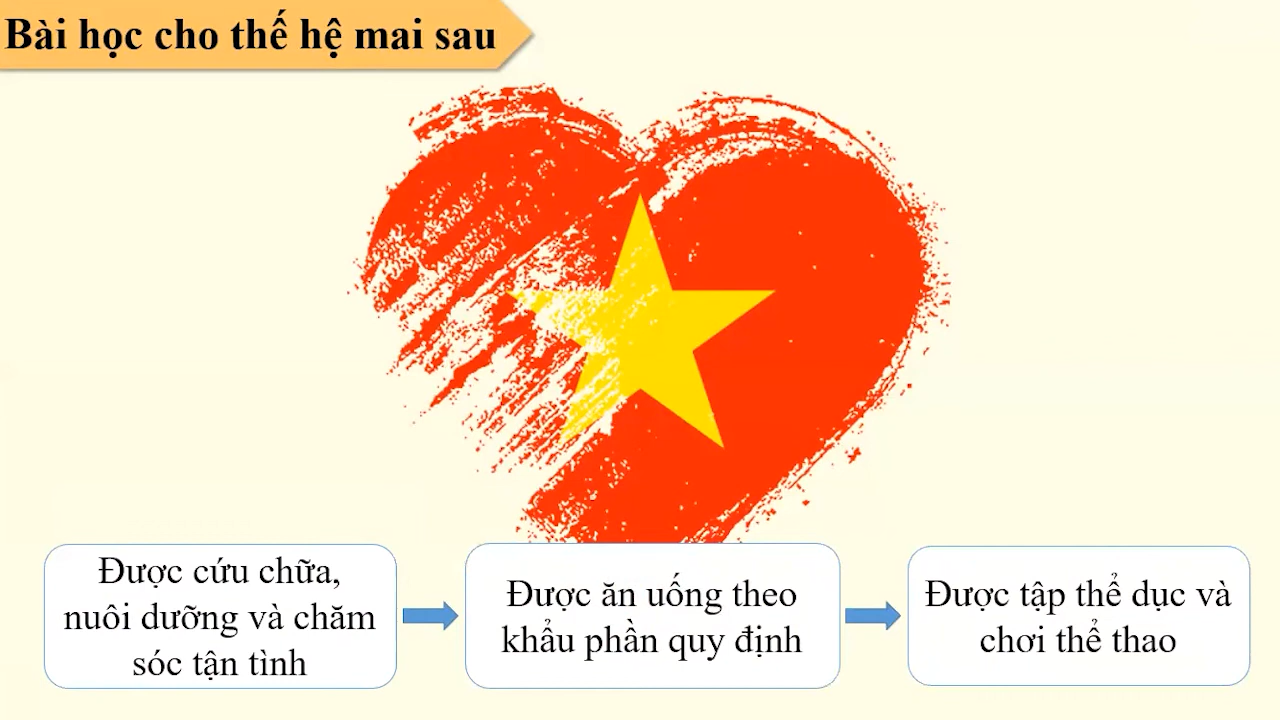 Bài học cho thế hệ mai sau
Được cứu chữa,
nuôi dưỡng và chăm
sóc tận tình
Được ăn uống theo
khẩu phần quy định
Được tập thể dục và
chơi thể thao